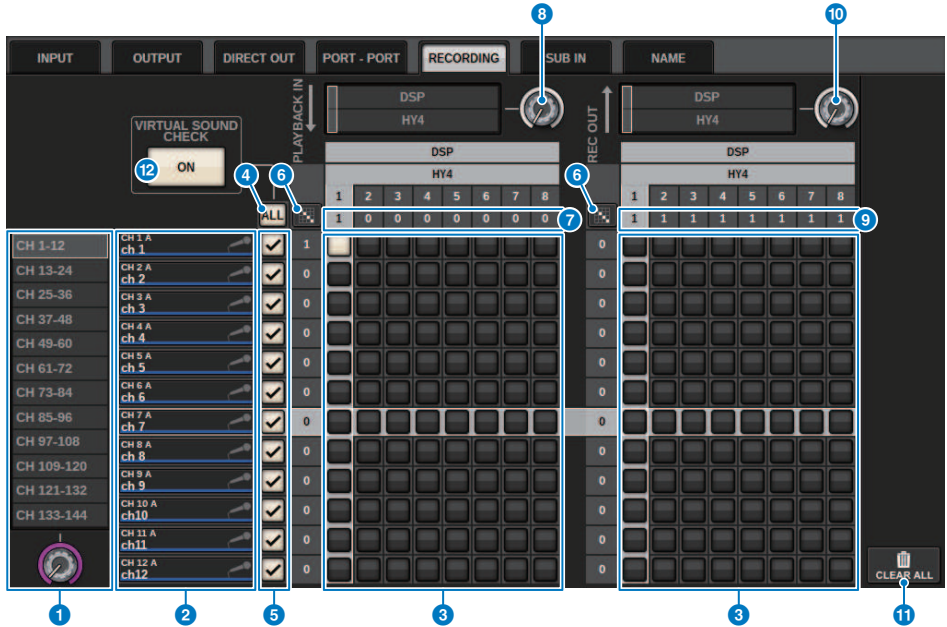 8 10
INPUT OUTPUT DIRECT OUT PORT - PORT RECORDING SUB IN NAME
PLAYBACK IN DSP HY4 REC OUT DSP HY4
VIRTUAL SOUND
CHECK
12 ON
DSP DSP
HY4 HY4
4 6 1 2 3 4 5 6 7 8 6 1 2 3 4 5 6 7 8
ALL 1 0 0 0 0 0 0 0 7 1 1 1 1 1 1 1 1 9
CH 1-12 CH 1 A 1 0
ch 1
CH 13-24 CH 2 A 0 0
ch 2
CH 25-36 CH 3 A 0 0
ch 3
CH 37-48 CH 4 A 0 0
ch 4
CH 49-60
CH 61-72 CH 5 A 0 0
ch 5
CH 73-84 CH 6 A 0 0
ch 6
CH 85-96 CH 7 A 0 0
ch 7
CH 97-108 CH 8 A 0 0
ch 8
CH 109-120 CH 9 A 0 0
ch 9
CH 121-132
CH 133-144 CH 10 A 0 0
ch10
CH 11 A 0 0
ch11
CH 12 A 0 0
ch12
CLEAR ALL
1 2 5 3 3 11